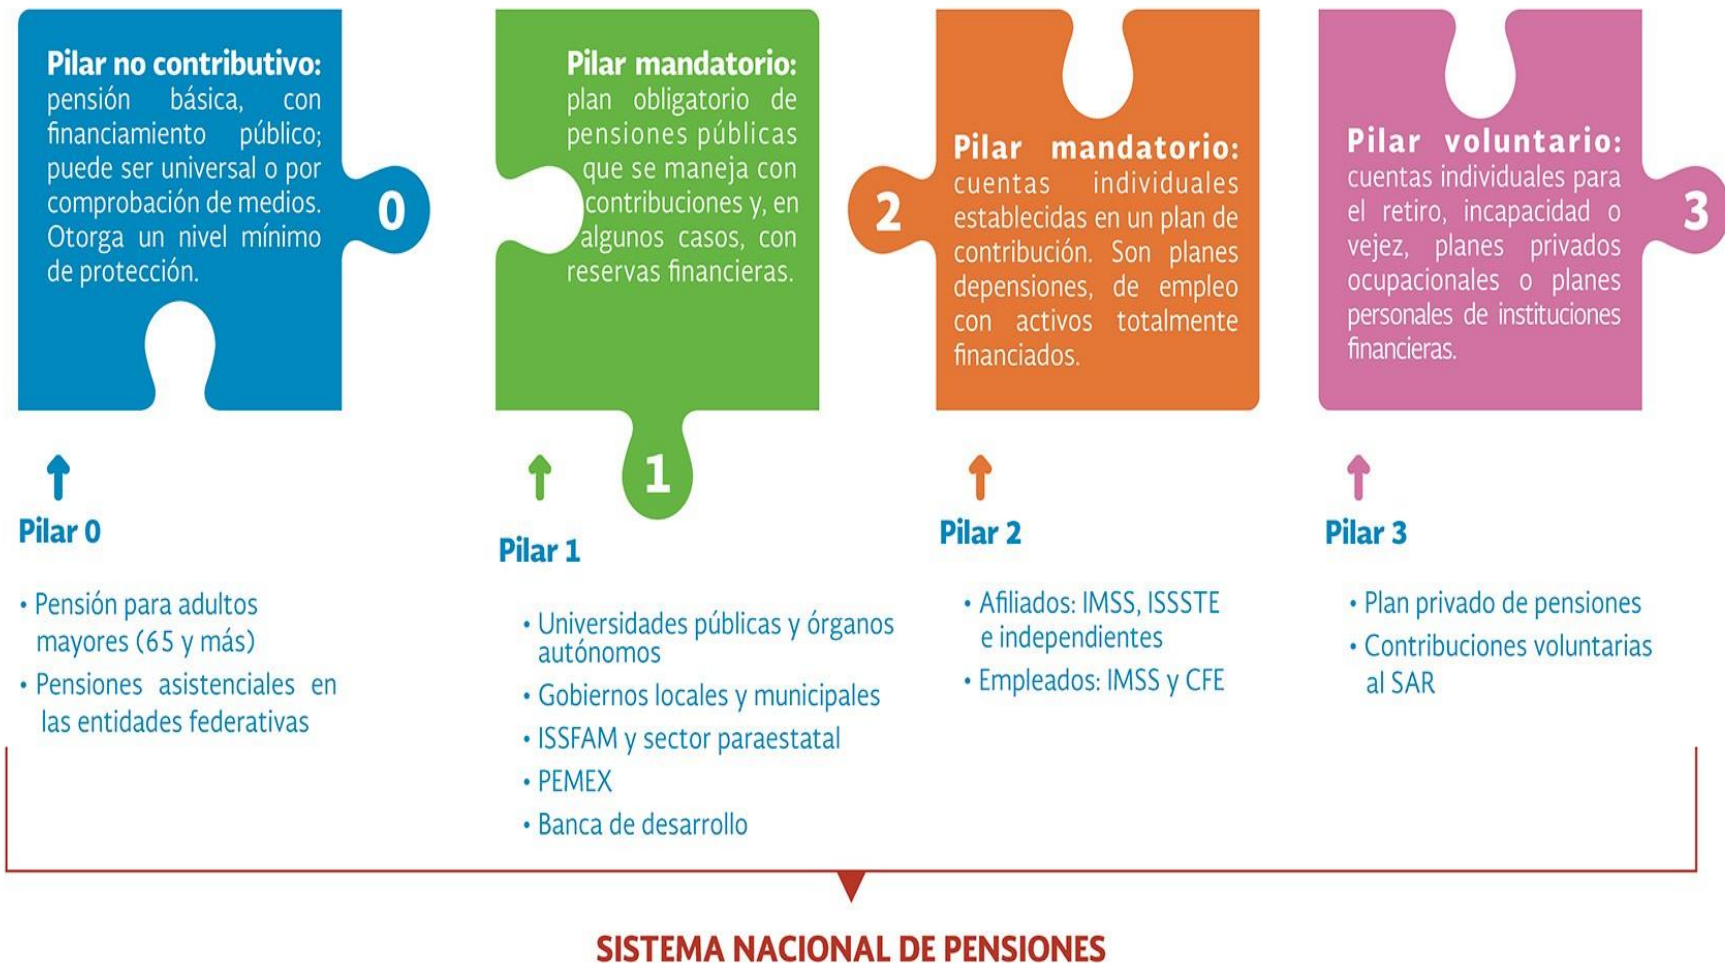 Pilar no contributivo:
pensión básica, con
financiamiento público;
puede ser universal o por
comprobación de medios.
Otorga un nivel mínimo
de protección.
0
Pilar mandatorio:
plan obligatorio de
pensiones públicas
que se maneja con
contribuciones y, en
algunos casos, con
reservas financieras.
1
2
Pilar mandatorio:
cuentas individuales
establecidas en un plan de
contribución. Son planes
depensiones, de empleo
con activos totalmente
financiados.
Pilar voluntario:
cuentas individuales para
el retiro, incapacidad o
vejez, planes privados
ocupacionales o planes
personales de instituciones
financieras.
3
Pilar 0
• Pensión para adultos
mayores (65 y más)
• Pensiones asistenciales en
las entidades federativas
Pilar 1
• Universidades públicas y órganos
autónomos
• Gobiernos locales y municipales
• ISSFAM y sector paraestatal
• PEMEX
• Banca de desarrollo
Pilar 2
• Afiliados: IMSS, ISSSTE
e independientes
• Empleados: IMSS y CFE
Pilar 3
• Plan privado de pensiones
• Contribuciones voluntarias
al SAR
SISTEMA NACIONAL DE PENSIONES